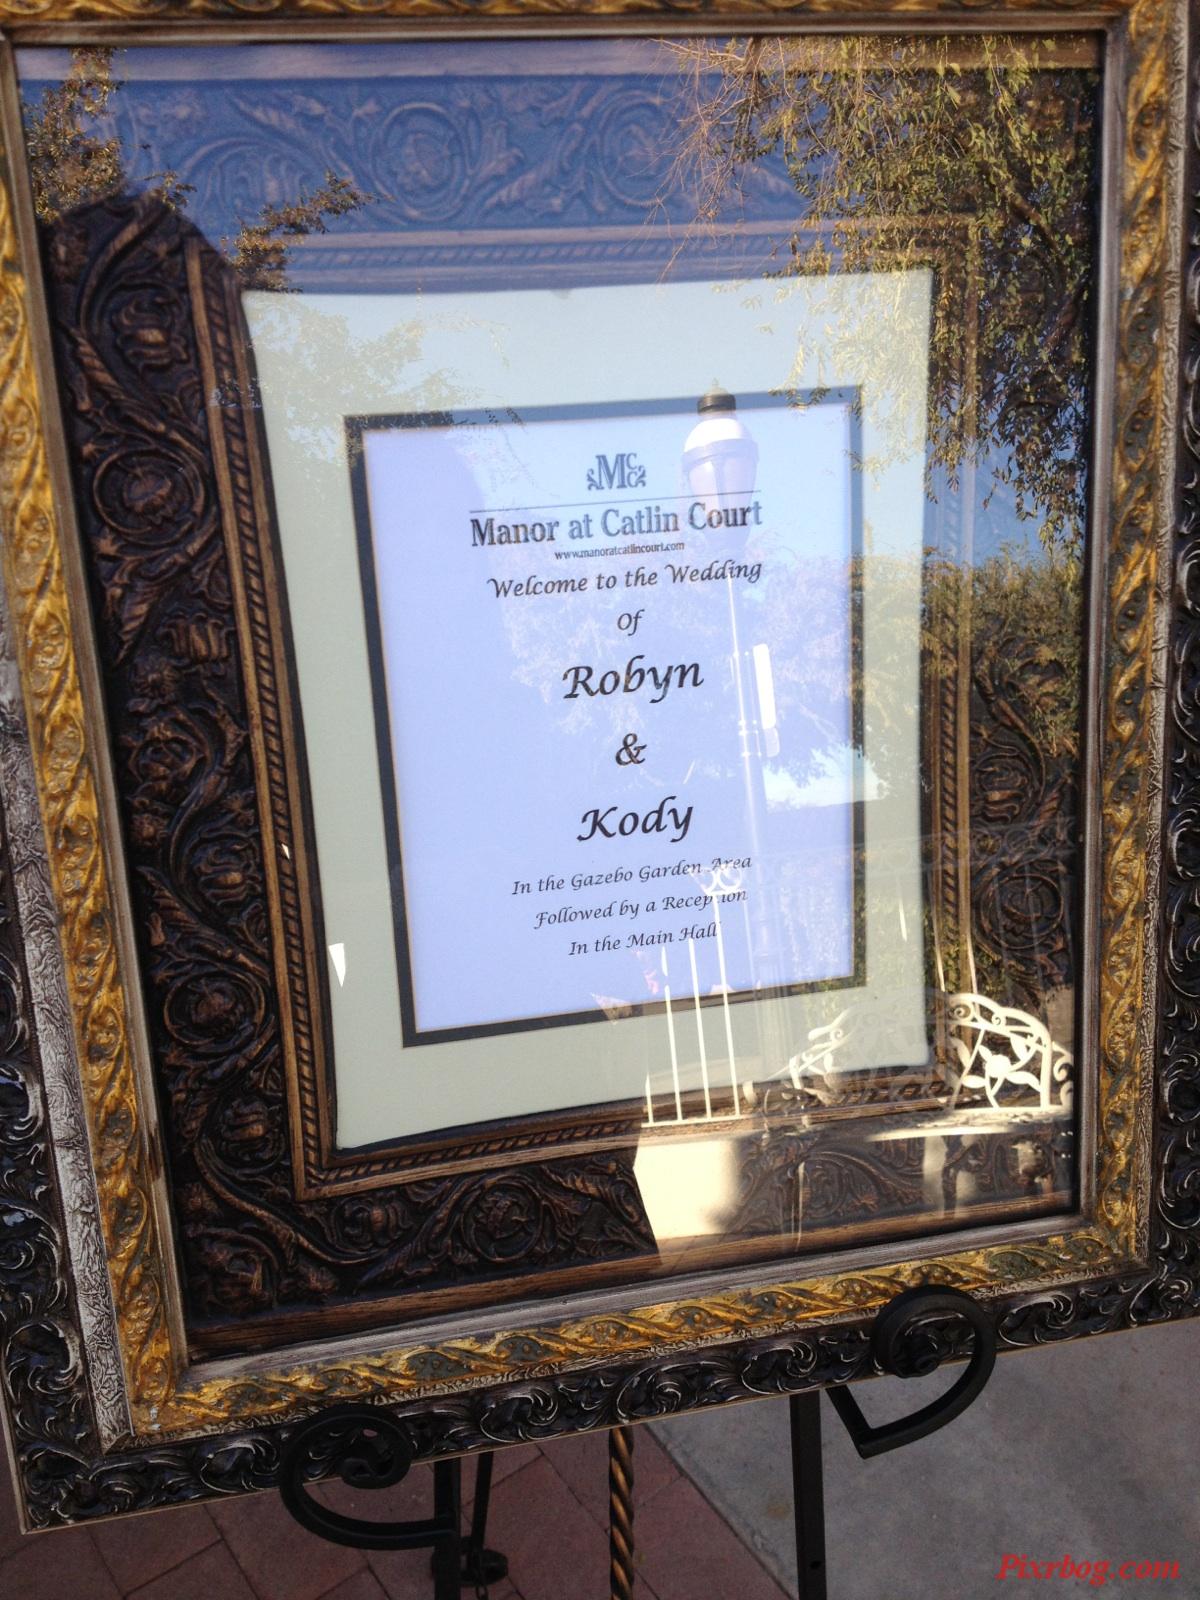 MCC
Manor at Catlin Court
www.manoratcatlincourt.com
Welcome to the Wedding
Of
Robyn
&
Kody
In the Gazebo Garden Area
Followed by a Reception
In the Main Hall
Pixrbog.com